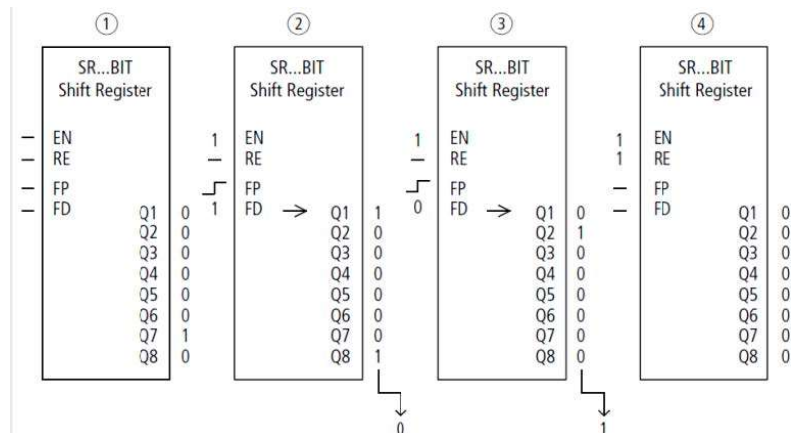 ① ② ③ ④
SR...BIT SR...BIT SR...BIT SR...BIT
Shift Register Shift Register Shift Register Shift Register
– EN 1 EN 1 EN 1 EN
– RE – RE – RE 1 RE
– FP FP FP – FP
– FD Q1 0 1 FD → Q1 1 0 FD → Q1 0 – FD Q1 0
Q2 0 Q2 0 Q2 1 Q2 0
Q3 0 Q3 0 Q3 0 Q3 0
Q4 0 Q4 0 Q4 0 Q4 0
Q5 0 Q5 0 Q5 0 Q5 0
Q6 0 Q6 0 Q6 0 Q6 0
Q7 1 Q7 0 Q7 0 Q7 0
Q8 0 Q8 1 Q8 0 Q8 0
0 1